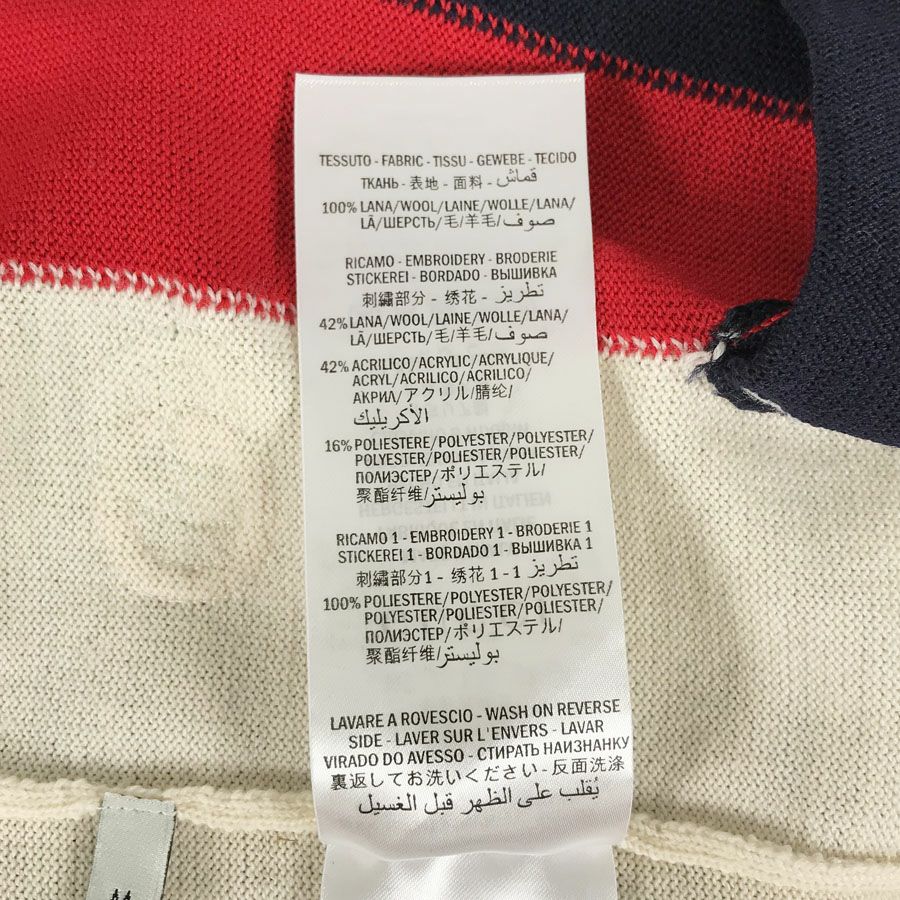 TESSUTO - FABRIC - TISSU - GEWEBE - TECIDO
ТКАНЬ - 表地 - 面料 - قماش
100% LANA/WOOL/LAINE/WOLLE/LANA/
LÃ/ШЕРСТЬ/毛/羊毛/صوف
RICAMO - EMBROIDERY - BRODERIE
STICKEREI - BORDADO - ВЫШИВКА
刺繍部分 - 绣花 - تطريز
42% LANA/WOOL/LAINE/WOLLE/LANA/
LÃ/ШЕРСТЬ/毛/羊毛/صوف
42% ACRILICO/ACRYLIC/ACRYLIQUE/
ACRYL/ACRILICO/ACRÍLICO/
АКРИЛ/アクリル/腈纶/
الأكريليك
16% POLIESTERE/POLYESTER/POLYESTER/
POLYESTER/POLIESTER/POLIESTER/
ПОЛИЭСТЕР/ポリエステル/
聚酯纤维/بوليستر
RICAMO 1 - EMBROIDERY 1 - BRODERIE 1
STICKEREI 1 - BORDADO 1 - ВЫШИВКА 1
刺繍部分1 - 绣花 1 - تطريز 1
100% POLIESTERE/POLYESTER/POLYESTER/
POLYESTER/POLIESTER/POLIESTER/
ПОЛИЭСТЕР/ポリエステル/
聚酯纤维/بوليستر
LAVARE A ROVESCIO - WASH ON REVERSE
SIDE - LAVER SUR L'ENVERS - LAVAR
VIRADO DO AVESSO - СТИРАТЬ НАИЗНАНКУ
裏返してお洗いください - 反面洗涤
يُقلب على الظهر قبل الغسيل